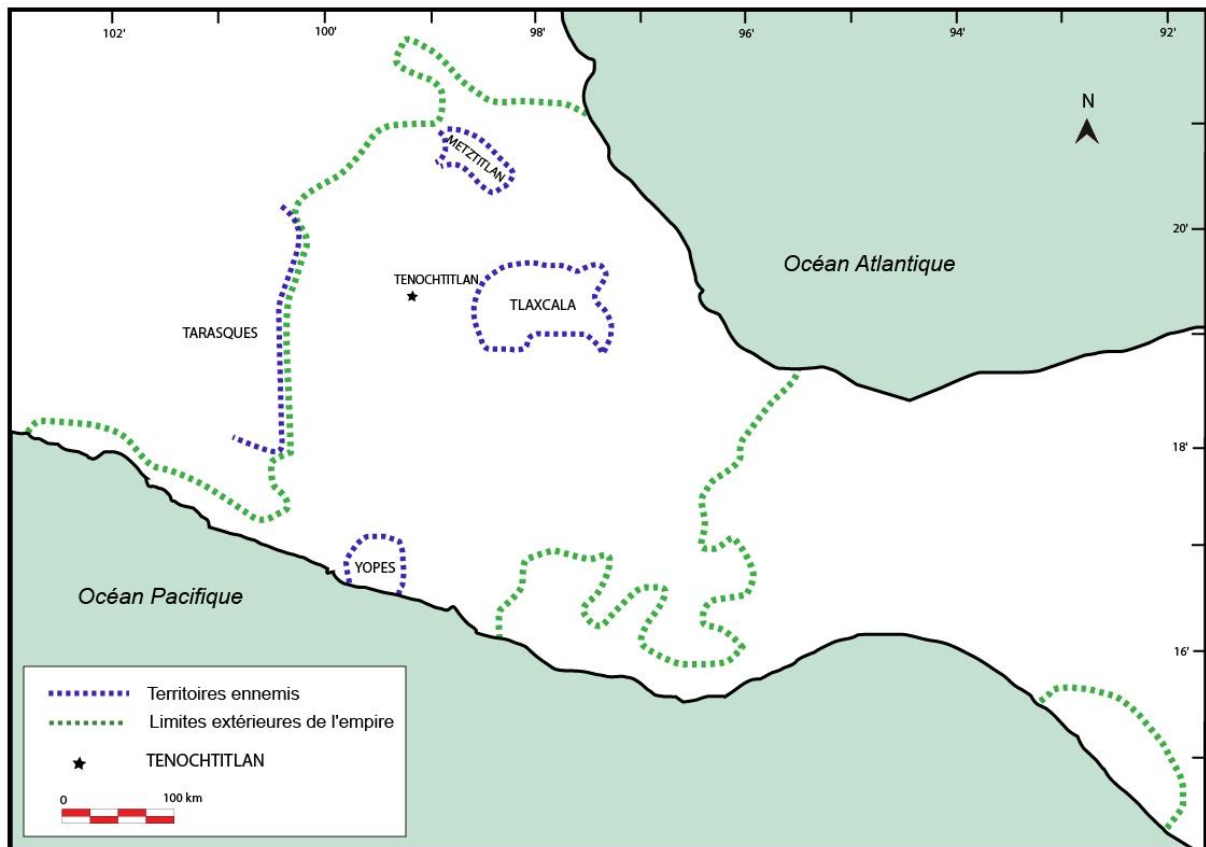 102' 100' 98' 96' 94' 92'
N
METZTITLAN
20'
Océan Atlantique
TENOCHTITLAN
TLAXCALA
TARASQUES
18'
YOPES
Océan Pacifique
16'
Territoires ennemis
Limites extérieures de l'empire
TENOCHTITLAN
0 100 km